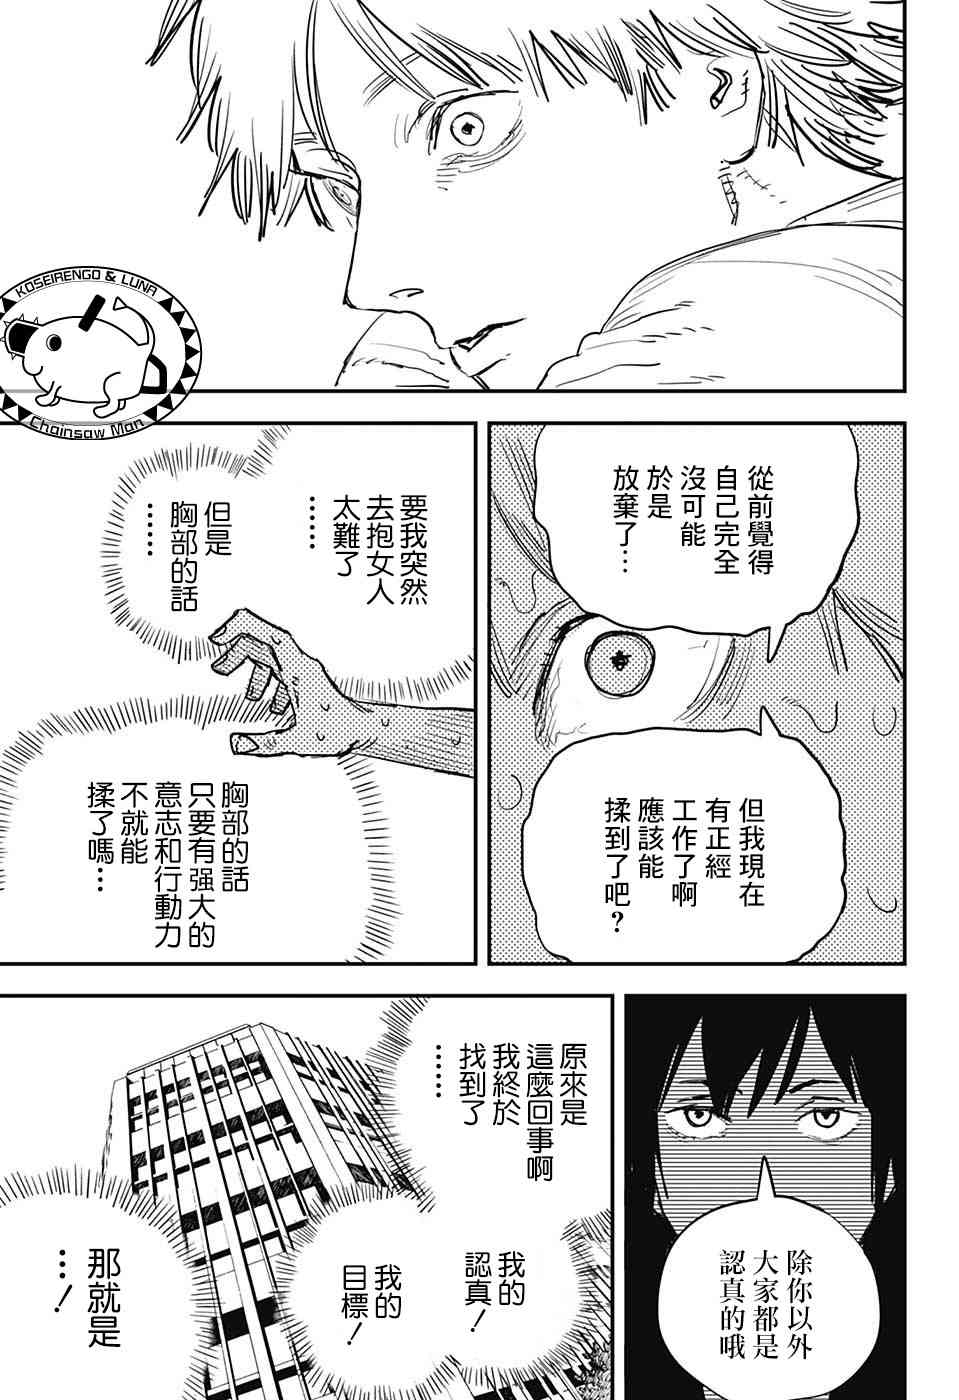 KOSEIRENGO & LUNA
Chainsaw Man
從前覺得
自己完全
沒可能
於是
放棄了…
但我現在
有正經
工作了啊
應該能
揉到了吧？
要我突然
去抱女人
太難了
……
但是
胸部的話
……
胸部的話
只要有强大的
意志和行動力
不就能
揉了嗎…
除你以外
大家都是
認真的哦
原來是
這麼回事啊
我終於
找到了
……
我的
認真！
我的
目標！
那就是
…！